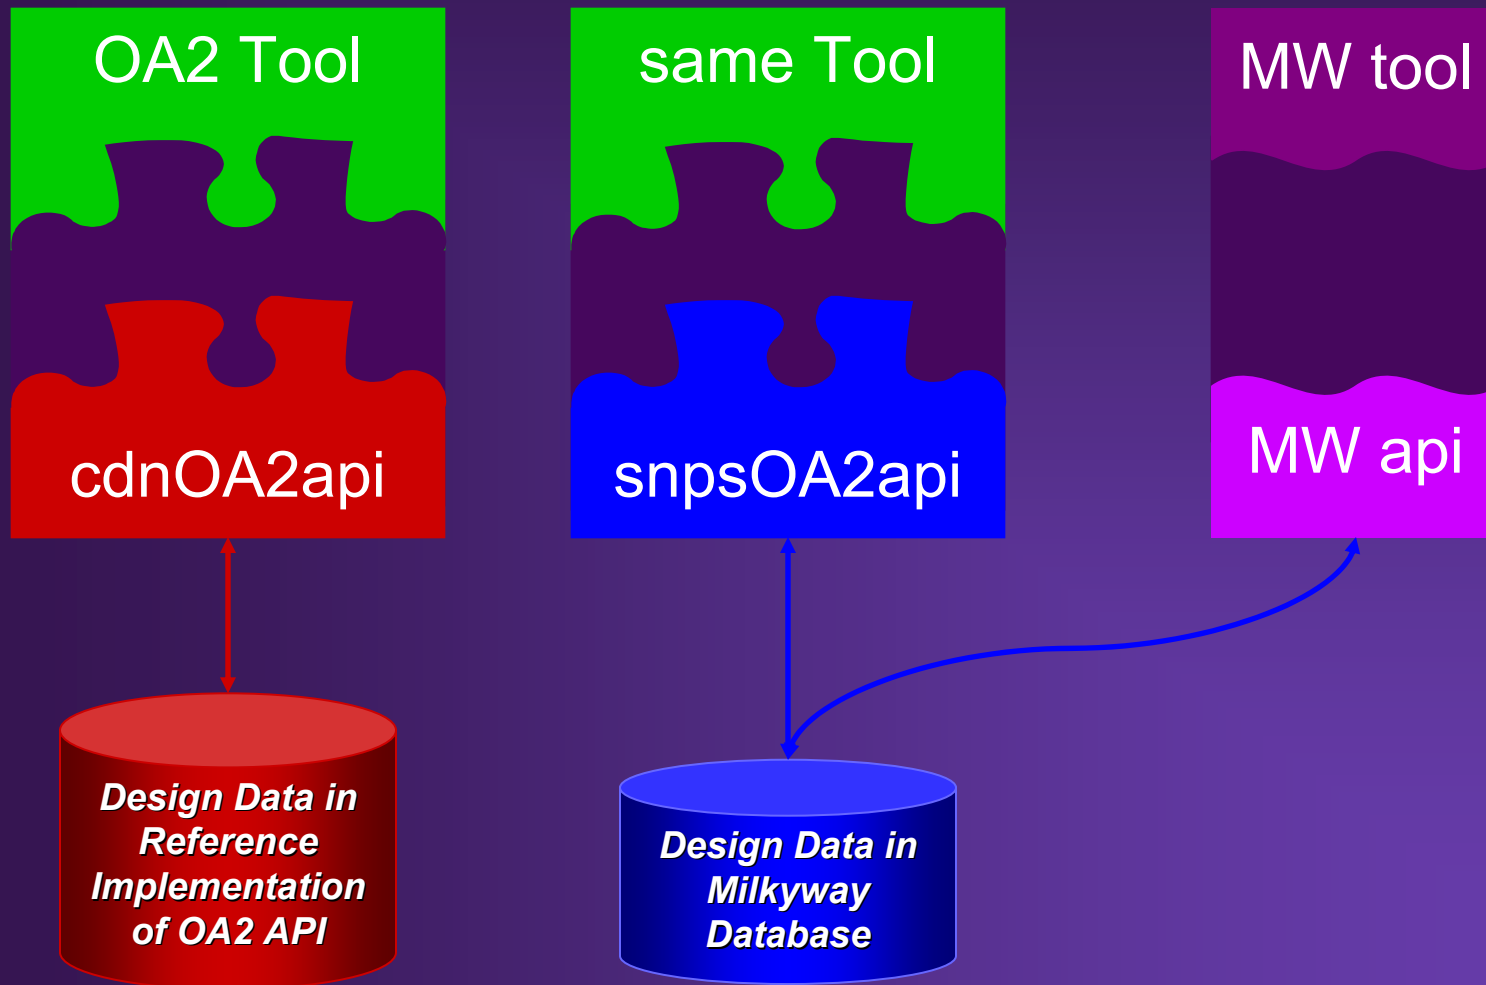 OA2 Tool
same Tool
MW tool
cdnOA2api
snpsOA2api
MW api
Design Data in
Reference
Implementation
of OA2 API
Design Data in
Milkyway
Database